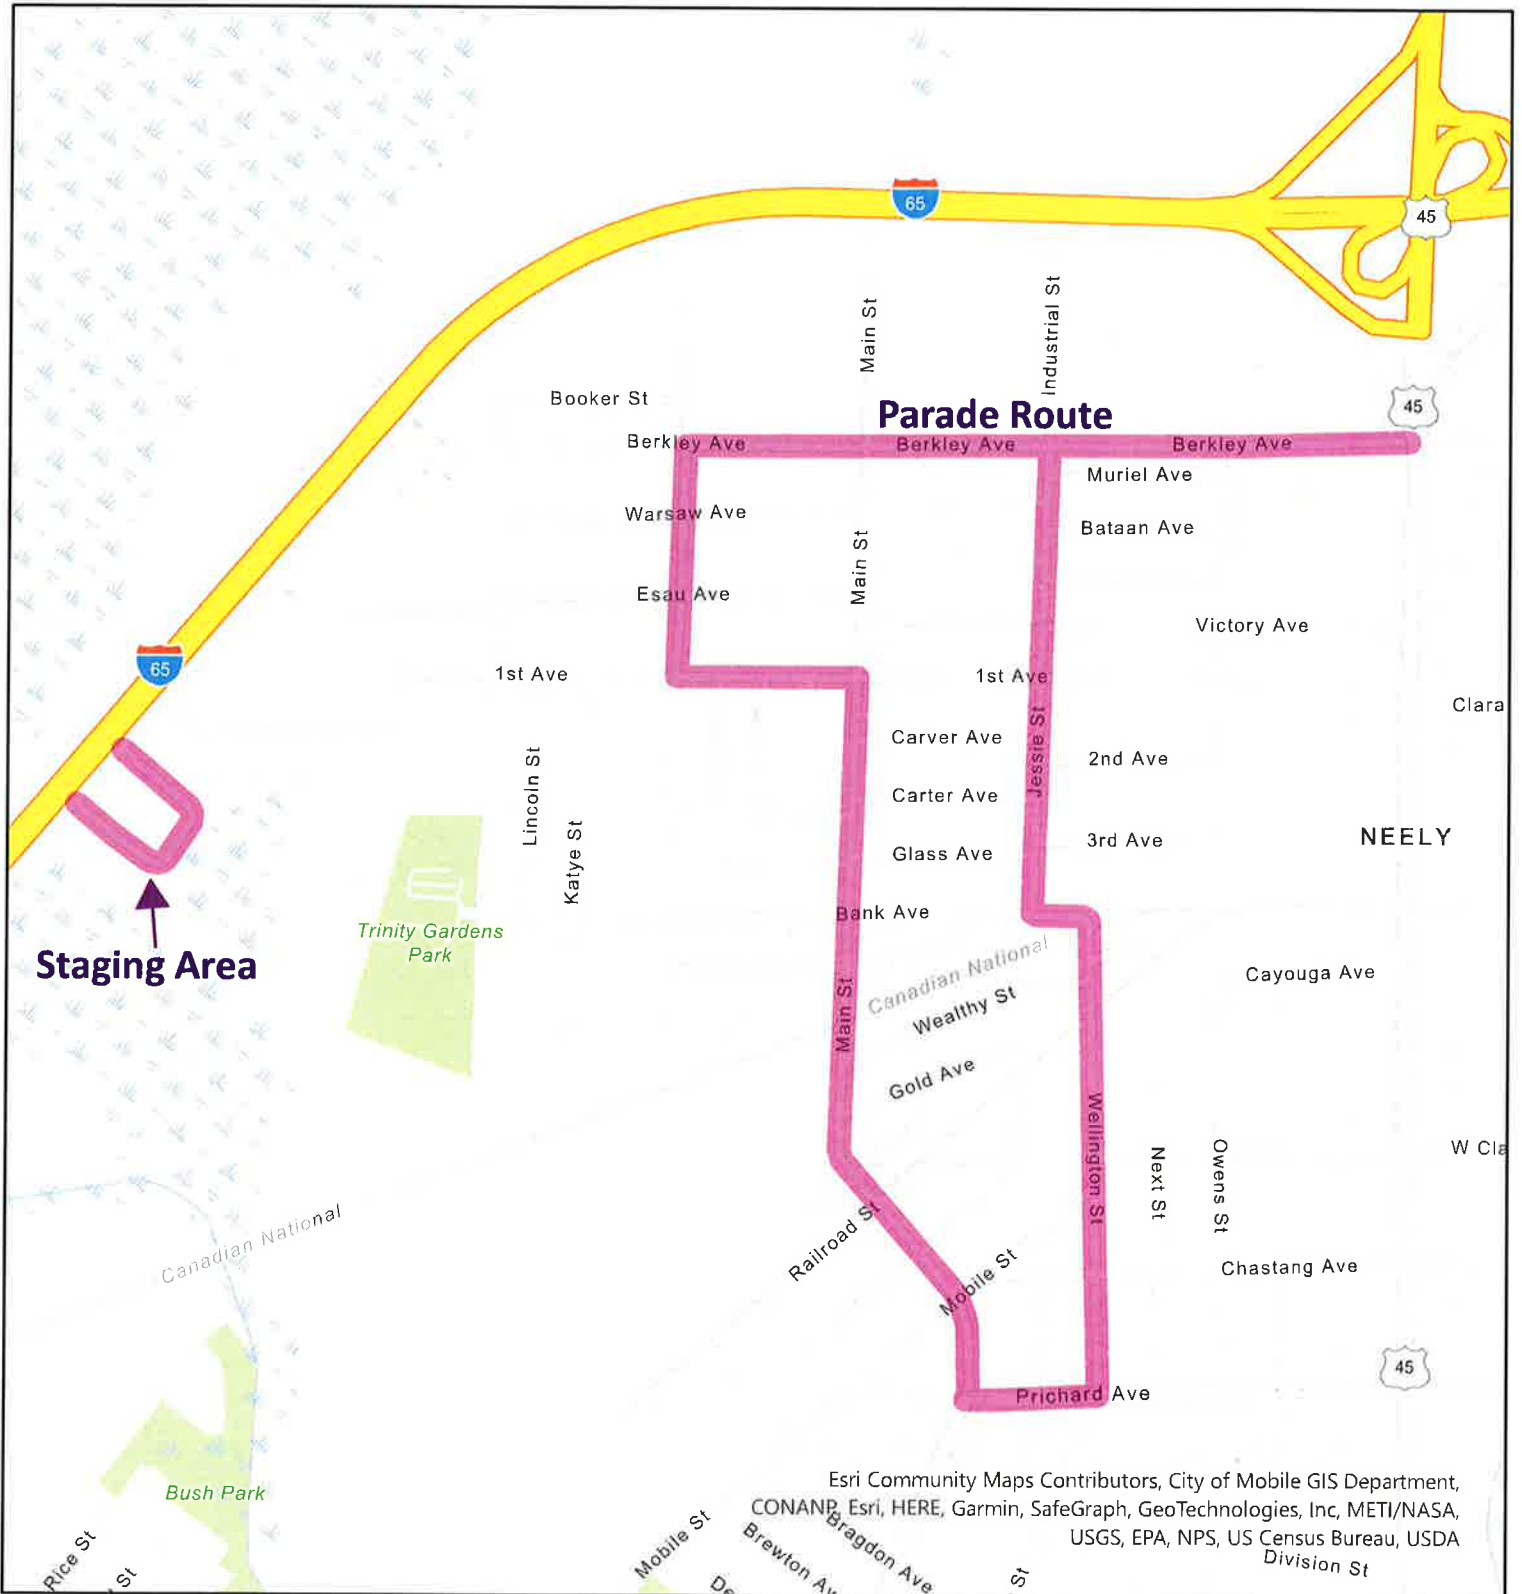 65
45
Main St
Industrial St
Booker St
45
Parade Route
Berkley Ave
Berkley Ave
Berkley Ave
Muriel Ave
Warsaw Ave
Bataan Ave
Main St
Esau Ave
Victory Ave
65
1st Ave
1st Ave
Clara
Jessie St
Carver Ave
2nd Ave
Lincoln St
Carter Ave
Katye St
3rd Ave
NEELY
Glass Ave
Bank Ave
Trinity Gardens
Park
Staging Area
Canadian National
Wealthy St
Cayouga Ave
Main St
Gold Ave
Wellington St
Next St
Owens St
W Cla
Canadian National
Railroad St
Mobile St
Chastang Ave
45
Prichard Ave
Bush Park
Esri Community Maps Contributors, City of Mobile GIS Department,
CONANP, Esri, HERE, Garmin, SafeGraph, GeoTechnologies, Inc, METI/NASA,
USGS, EPA, NPS, US Census Bureau, USDA
Rice St
St
Mobile St
Brewton Av
Bragdon Ave
De
St
Division St